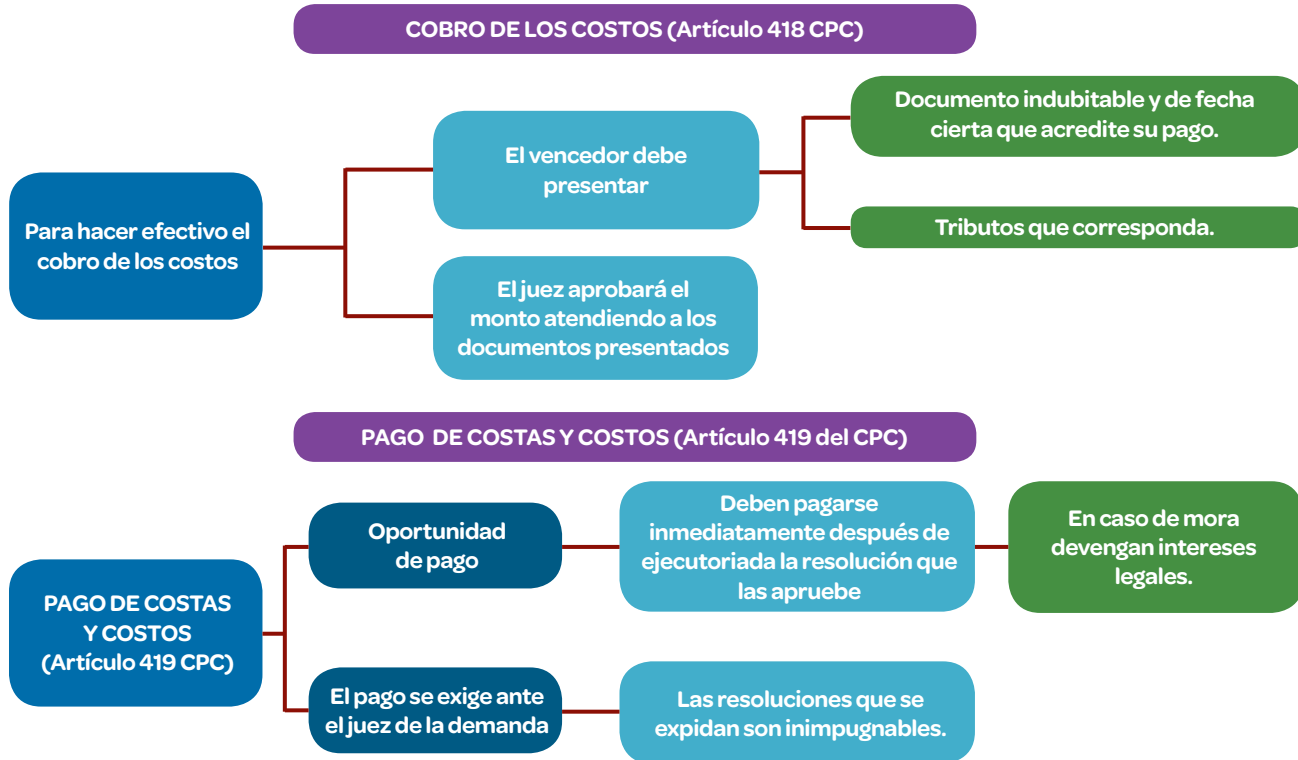 COBRO DE LOS COSTOS (Artículo 418 CPC)
Para hacer efectivo el
cobro de los costos
El vencedor debe
presentar
Documento indubitable y de fecha
cierta que acredite su pago.
Tributos que corresponda.
El juez aprobará el
monto atendiendo a los
documentos presentados
PAGO DE COSTAS Y COSTOS (Artículo 419 del CPC)
PAGO DE COSTAS
Y COSTOS
(Artículo 419 CPC)
Oportunidad
de pago
Deben pagarse
inmediatamente después de
ejecutoriada la resolución que
las apruebe
En caso de mora
devengan intereses
legales.
El pago se exige ante
el juez de la demanda
Las resoluciones que se
expidan son inimpugnables.